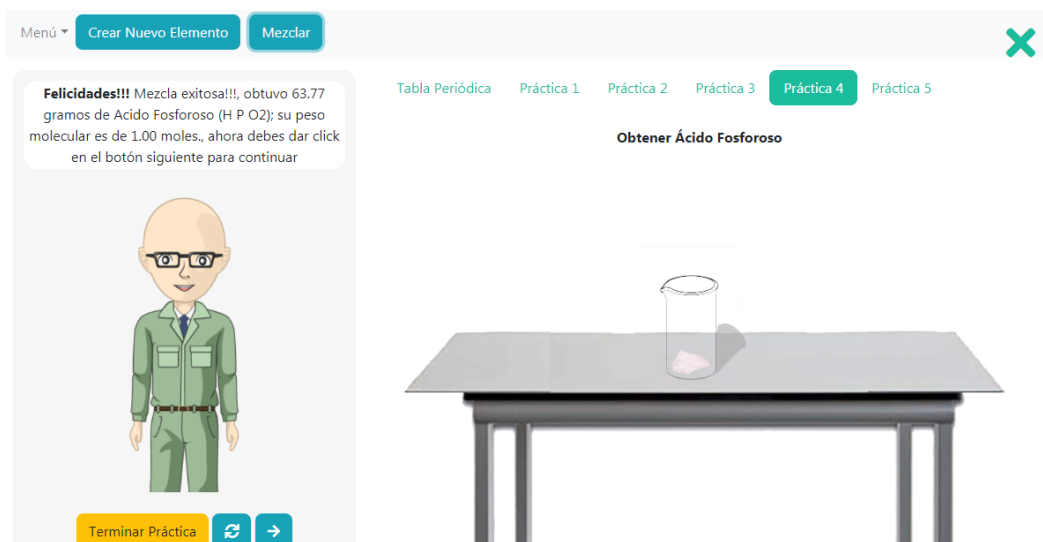 Menú Crear Nuevo Elemento Mezclar
Felicidades!!! Mezcla exitosa!!!, obtuvo 63.77
gramos de Acido Fosforoso (H P O2); su peso
molecular es de 1.00 moles., ahora debes dar click
en el botón siguiente para continuar
Tabla Periódica Práctica 1 Práctica 2 Práctica 3 Práctica 4 Práctica 5
Obtener Ácido Fosforoso
Terminar Práctica